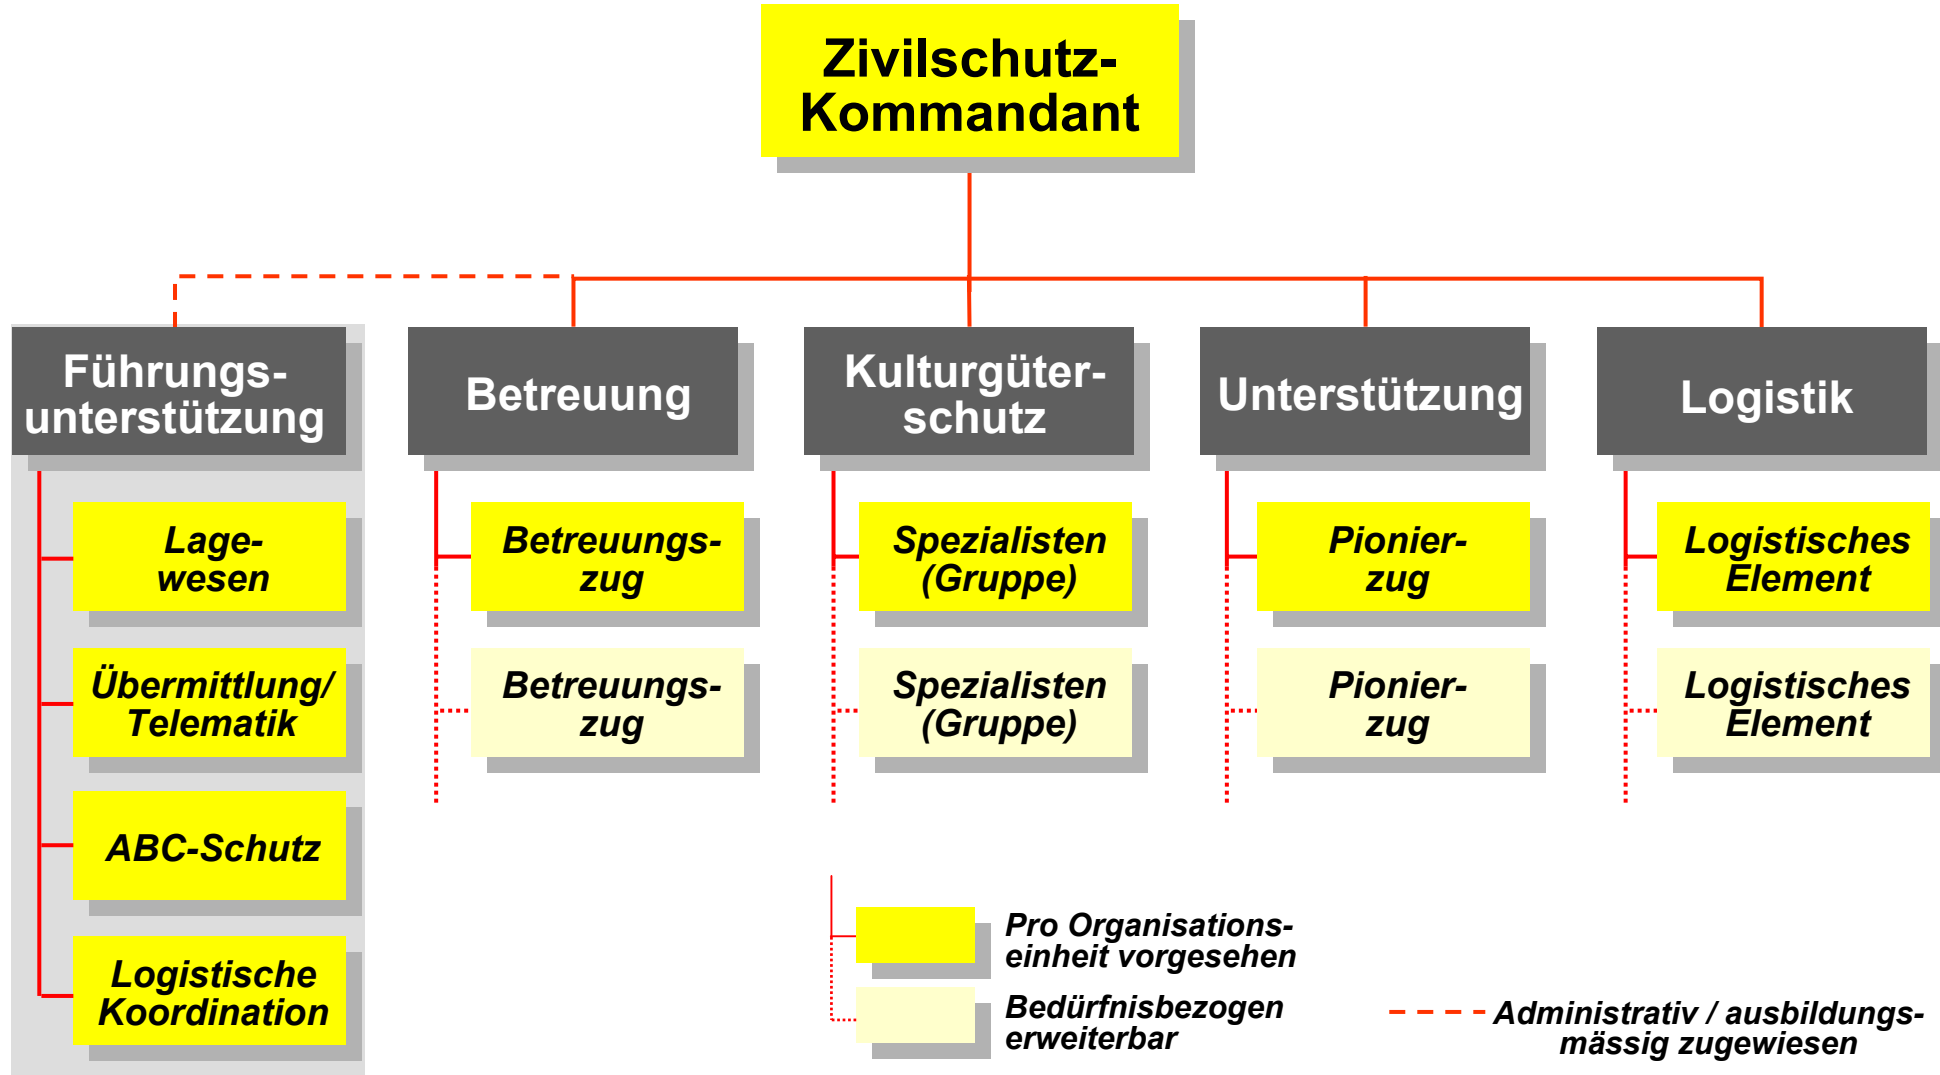 Zivilschutz-
Kommandant
Führungs-
unterstützung
Betreuung
Kulturgüter-
schutz
Unterstützung
Logistik
Lage-
wesen
Übermittlung/
Telematik
ABC-Schutz
Logistische
Koordination
Betreuungs-
zug
Betreuungs-
zug
Spezialisten
(Gruppe)
Spezialisten
(Gruppe)
Pionier-
zug
Pionier-
zug
Logistisches
Element
Logistisches
Element
Pro Organisations-
einheit vorgesehen
Bedürfnisbezogen
erweiterbar
Administrativ / ausbildungs-
mässig zugewiesen